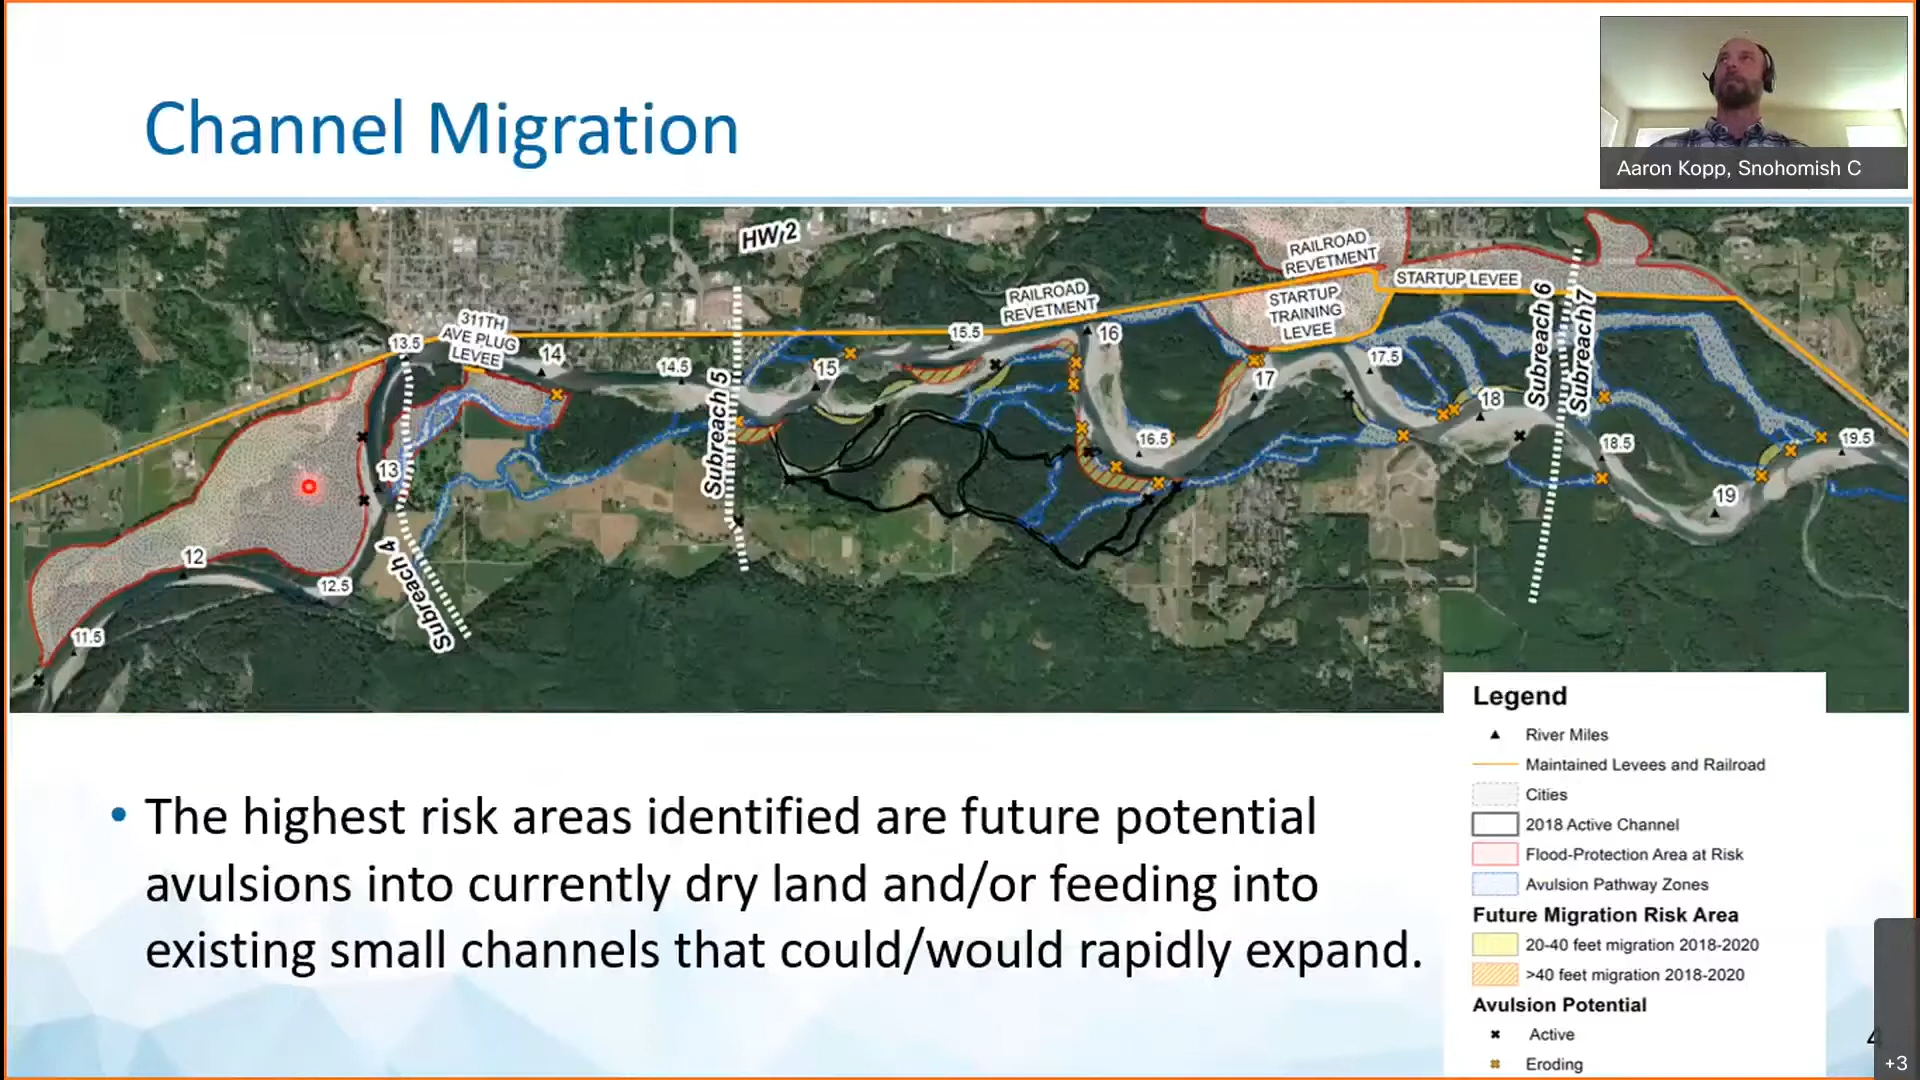 Channel Migration
Aaron Kopp, Snohomish C
HW 2
RAILROAD
REVETMENT
STARTUP LEVEE
RAILROAD
REVETMENT
STARTUP
TRAINING
LEVEE
311TH
AVE PLUG
LEVEE
13.5
14
14.5
15
15.5
16
16.5
17
17.5
18
18.5
19
19.5
13
12
12.5
11.5
Subreach 4
Subreach 5
Subreach 6
Subreach 7
• The highest risk areas identified are future potential
avulsions into currently dry land and/or feeding into
existing small channels that could/would rapidly expand.
Legend
River Miles
Maintained Levees and Railroad
Cities
2018 Active Channel
Flood-Protection Area at Risk
Avulsion Pathway Zones
Future Migration Risk Area
20-40 feet migration 2018-2020
>40 feet migration 2018-2020
Avulsion Potential
Active
Eroding
4
+3